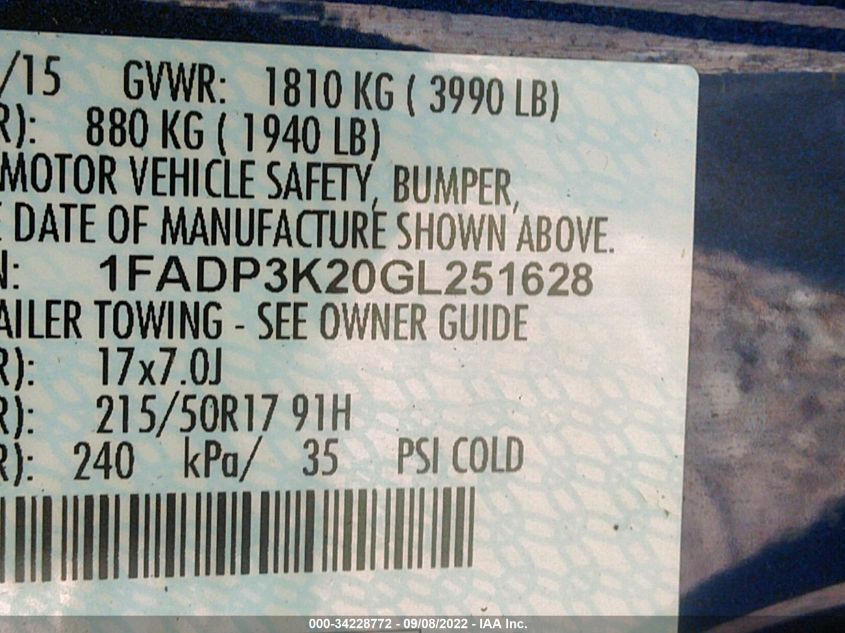 /15 GVWR: 1810 KG ( 3990 LB)
R): 880 KG ( 1940 LB)
MOTOR VEHICLE SAFETY, BUMPER,
E DATE OF MANUFACTURE SHOWN ABOVE.
N: 1FADP3K20GL251628
AILER TOWING - SEE OWNER GUIDE
R): 17x7.0J
R): 215/50R17 91H
R): 240 kPa/ 35 PSI COLD
000-34228772 - 09/08/2022 - IAA Inc.